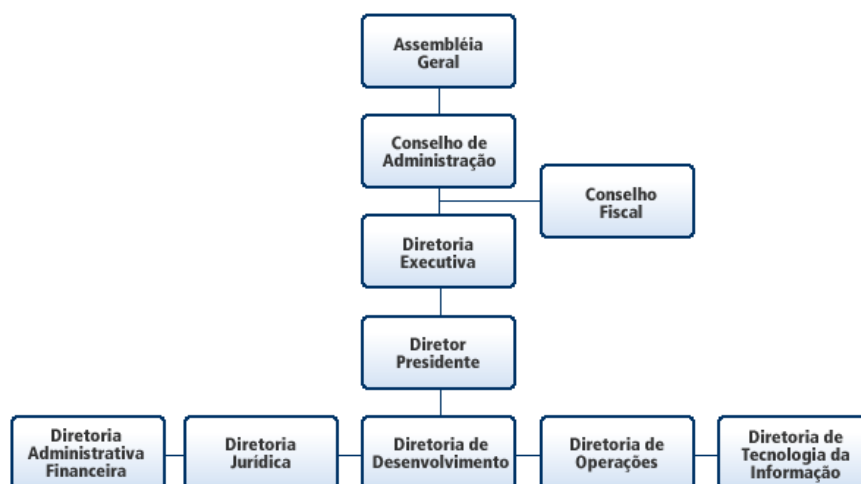 Assembléia
Geral
Conselho de
Administração
Conselho
Fiscal
Diretoria
Executiva
Diretor
Presidente
Diretoria
Administrativa
Financeira
Diretoria
Jurídica
Diretoria de
Desenvolvimento
Diretoria de
Operações
Diretoria de
Tecnologia da
Informação